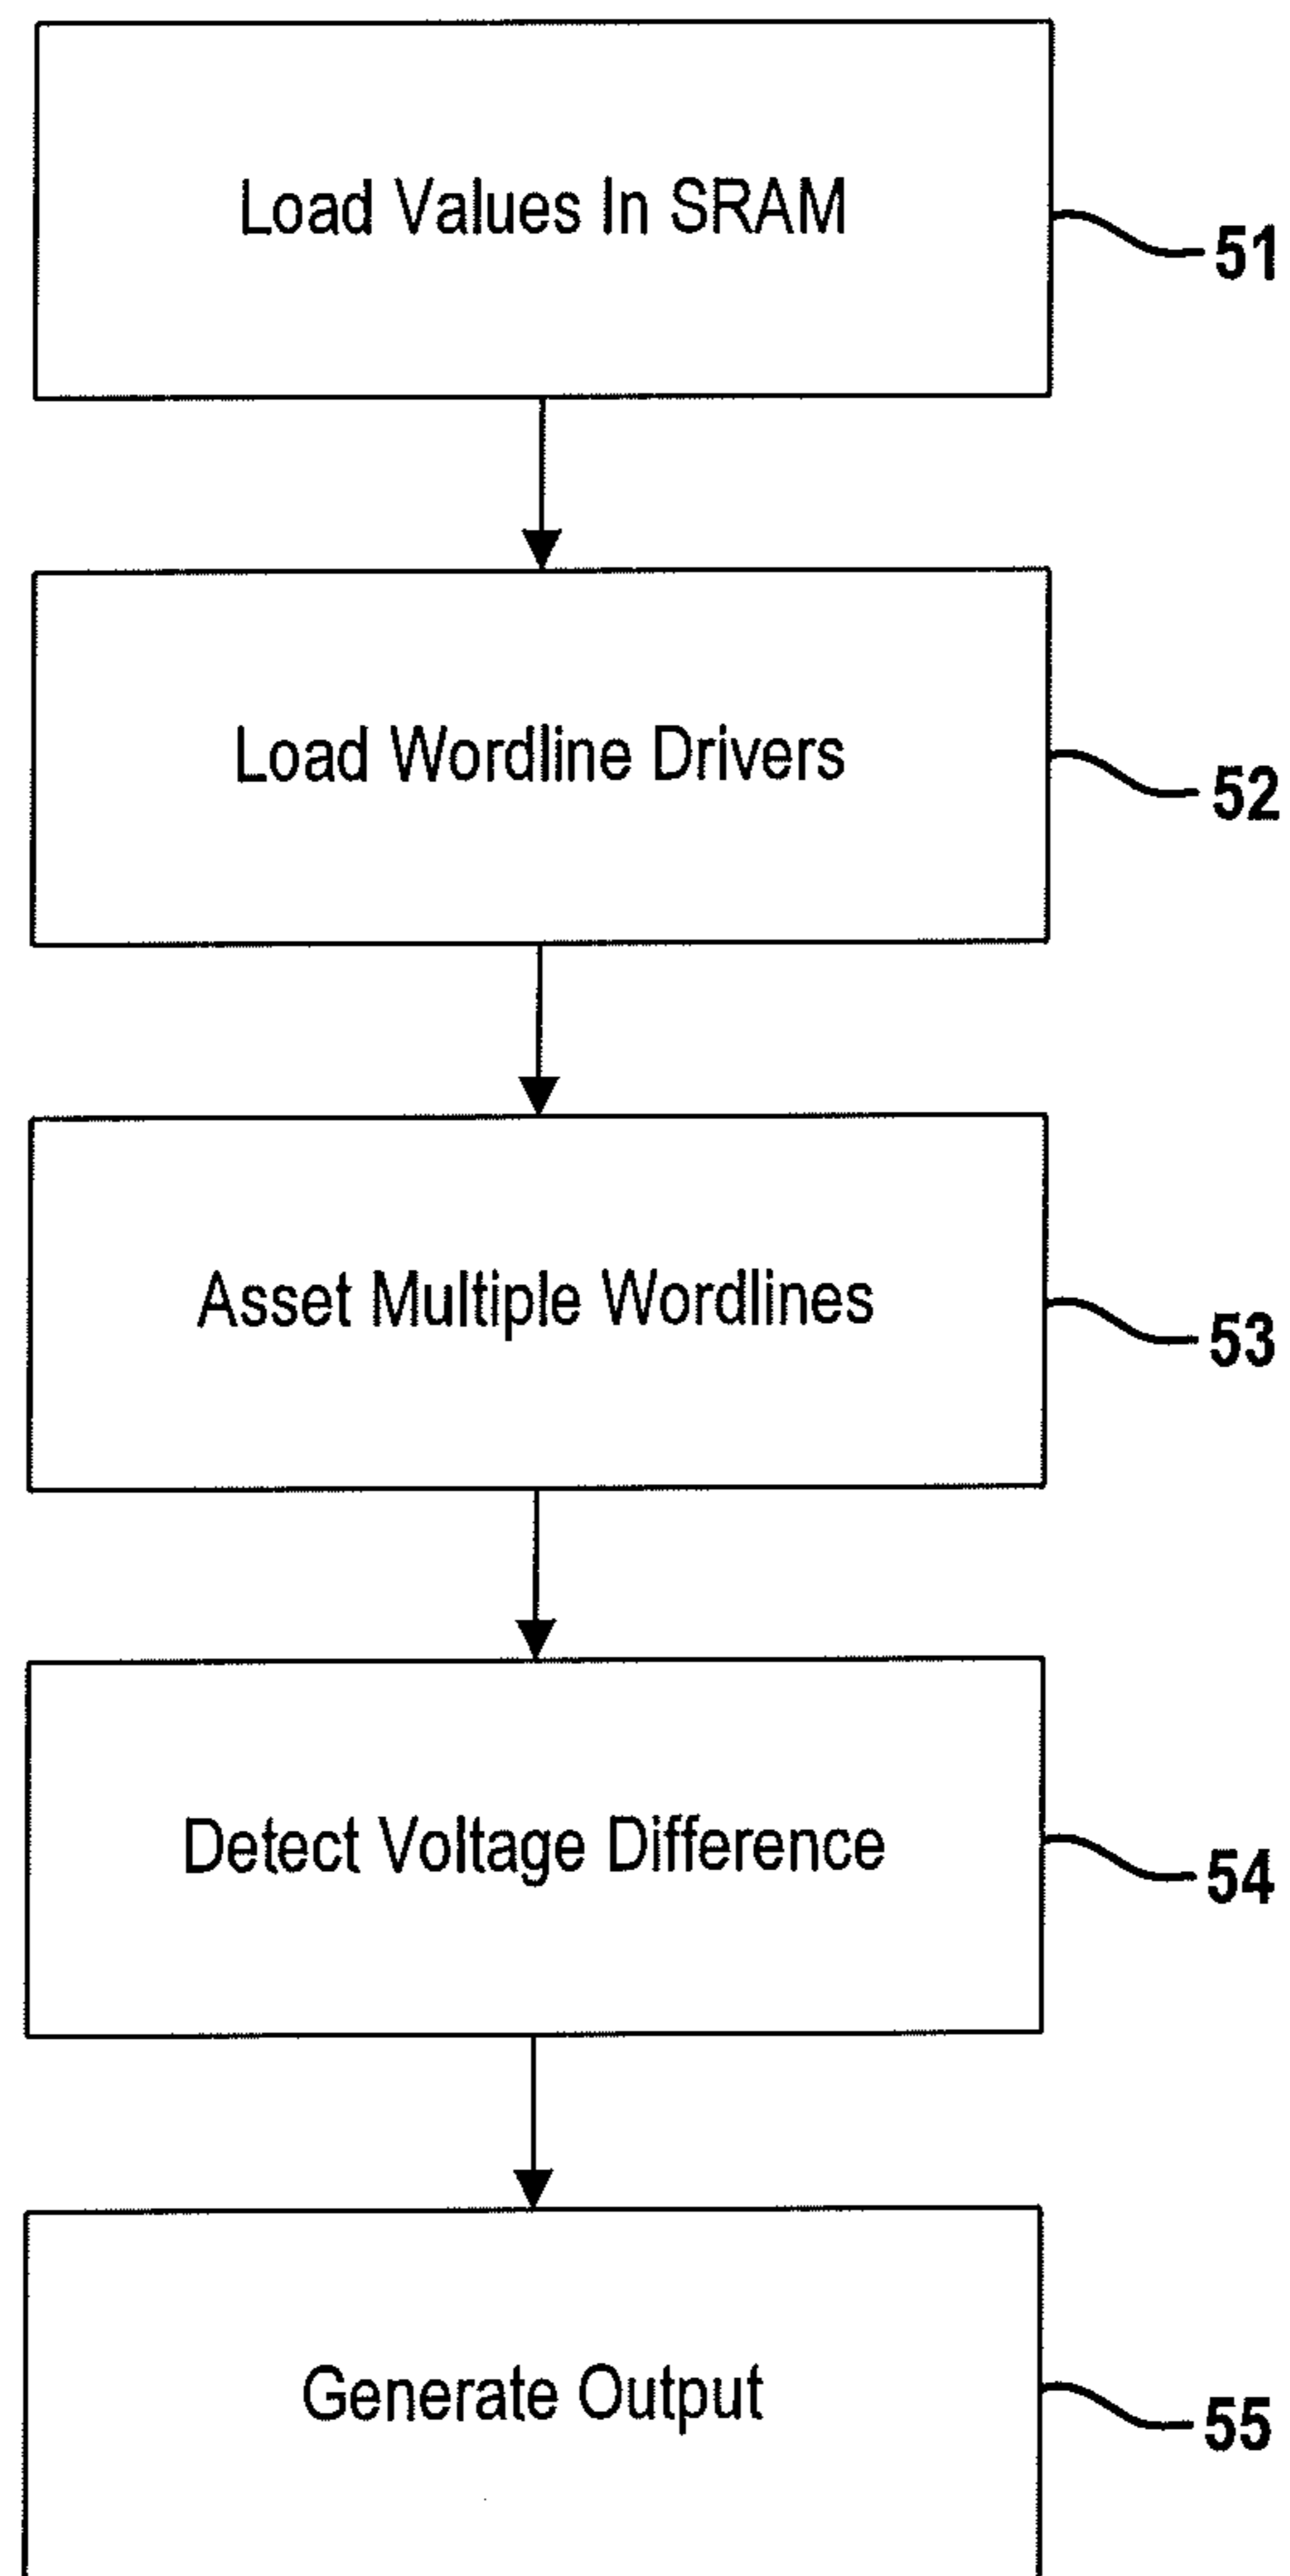 Load Values In SRAM
51
Load Wordline Drivers
52
Asset Multiple Wordlines
53
Detect Voltage Difference
54
Generate Output
55